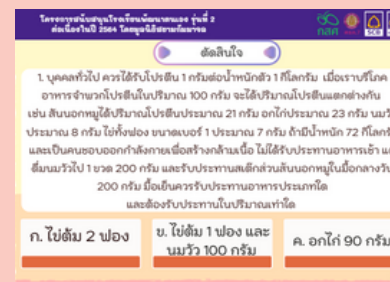 โครงการสนับสนุนโรงเรียนพัฒนาตนเอง รุ่นที่ 2
ต่อเนื่องในปี 2564 โดยมูลนิธิสยามกัมมาจล
กสศ
SCB
ตัดสินใจ
1. บุคคลทั่วไป ควรได้รับโปรตีน 1 กรัมต่อน้ำหนักตัว 1 กิโลกรัม เมื่อเราบริโภค
อาหารจำพวกโปรตีนในปริมาณ 100 กรัม จะได้ปริมาณโปรตีนแตกต่างกัน
เช่น สันนอกหมูได้ปริมาณโปรตีนประมาณ 21 กรัม อกไก่ประมาณ 23 กรัม นมวัว
ประมาณ 8 กรัม ไข่ทั้งฟอง ขนาดเบอร์ 1 ประมาณ 7 กรัม ถ้ามีน้ำหนัก 72 กิโลกรัม
และเป็นคนชอบออกกำลังกายเพื่อสร้างกล้ามเนื้อ ไม่ได้รับประทานอาหารเช้า แต่
ดื่มนมวัวไป 1 ขวด 200 กรัม และรับประทานสเต๊กส่วนสันนอกหมูในมื้อกลางวัน
200 กรัม มื้อเย็นควรรับประทานอาหารประเภทใด
และต้องรับประทานในปริมาณเท่าใด
ก. ไข่ต้ม 2 ฟอง
ข. ไข่ต้ม 1 ฟอง และ
นมวัว 100 กรัม
ค. อกไก่ 90 กรัม